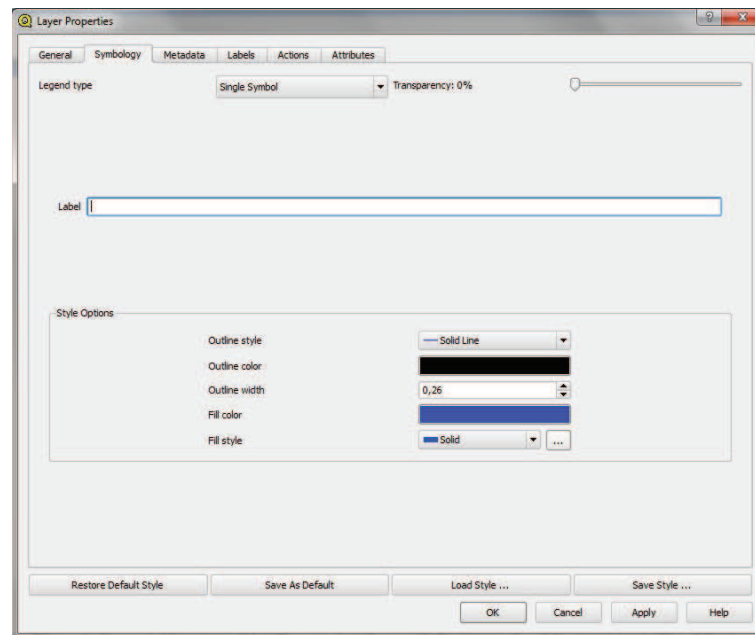 Layer Properties
General Symbology Metadata Labels Actions Attributes
Legend type Single Symbol Transparency: 0%
Label
Style Options
Outline style Solid Line
Outline color
Outline width 0,26
Fill color
Fill style Solid ...
Restore Default Style Save As Default Load Style ... Save Style ...
OK Cancel Apply Help